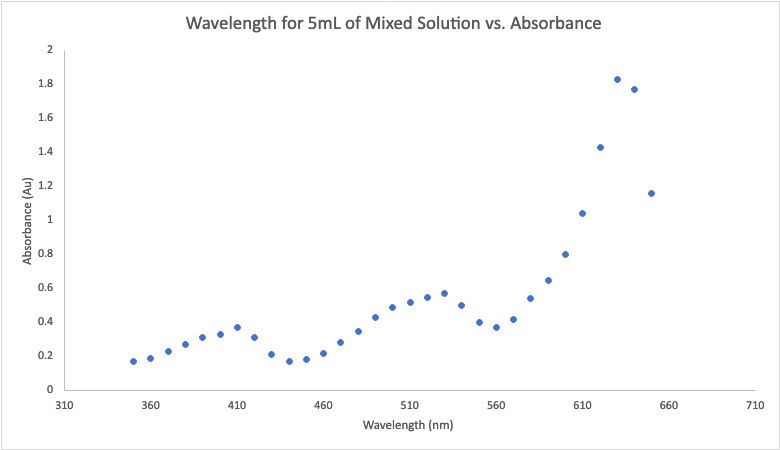 Wavelength for 5mL of Mixed Solution vs. Absorbance
2
1.8
1.6
1.4
1.2
1
0.8
0.6
0.4
0.2
0
Absorbance (Au)
310 360 410 460 510 560 610 660 710
Wavelength (nm)